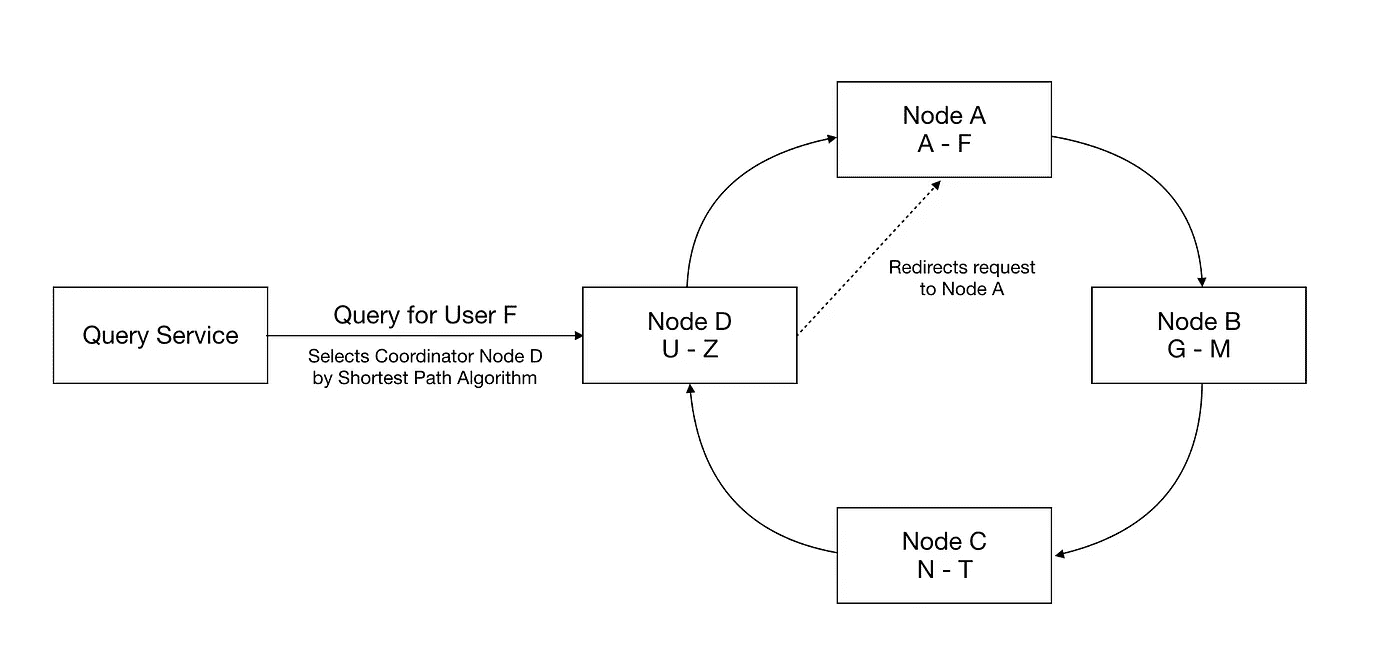 Node A
A - F
Redirects request
to Node A
Query Service
Query for User F
Selects Coordinator Node D
by Shortest Path Algorithm
Node D
U - Z
Node B
G - M
Node C
N - T